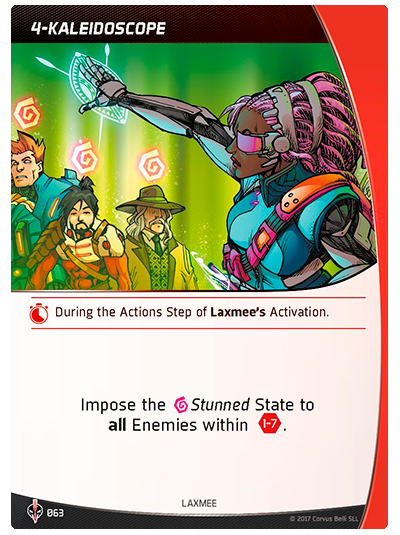 4-KALEIDOSCOPE
During the Actions Step of Laxmee's Activation.
Impose the Stunned State to
all Enemies within 1-7.
LAXMEE
063
© 2017 Corvus Belli SLL